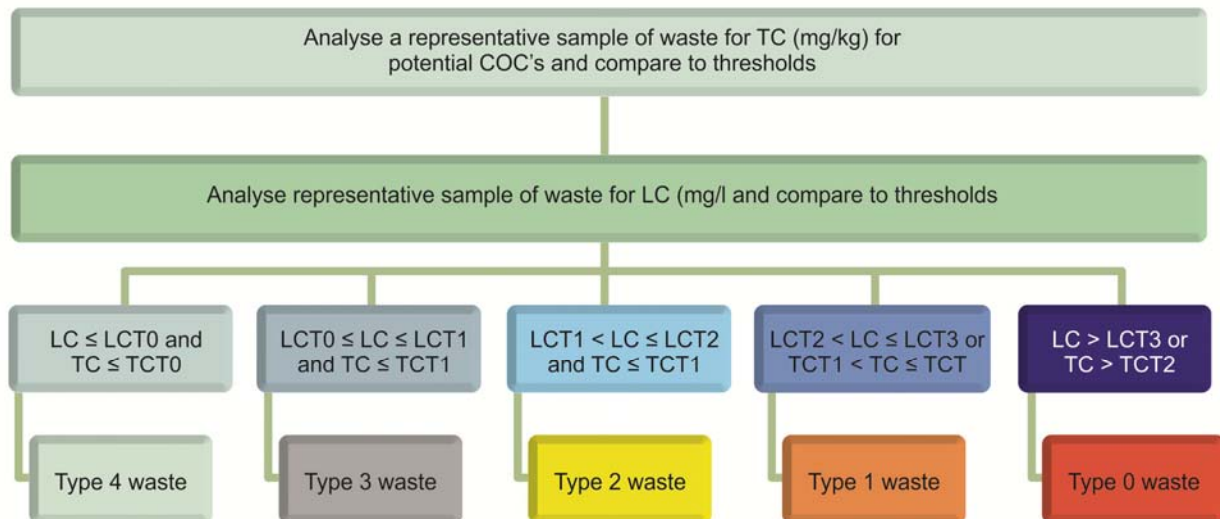 Analyse a representative sample of waste for TC (mg/kg) for
potential COC's and compare to thresholds
Analyse representative sample of waste for LC (mg/l and compare to thresholds
LC ≤ LCT0 and
TC ≤ TCT0
LCT0 ≤ LC ≤ LCT1
and TC ≤ TCT1
LCT1 < LC ≤ LCT2
and TC ≤ TCT1
LCT2 < LC ≤ LCT3 or
TCT1 < TC ≤ TCT
LC > LCT3 or
TC > TCT2
Type 4 waste
Type 3 waste
Type 2 waste
Type 1 waste
Type 0 waste